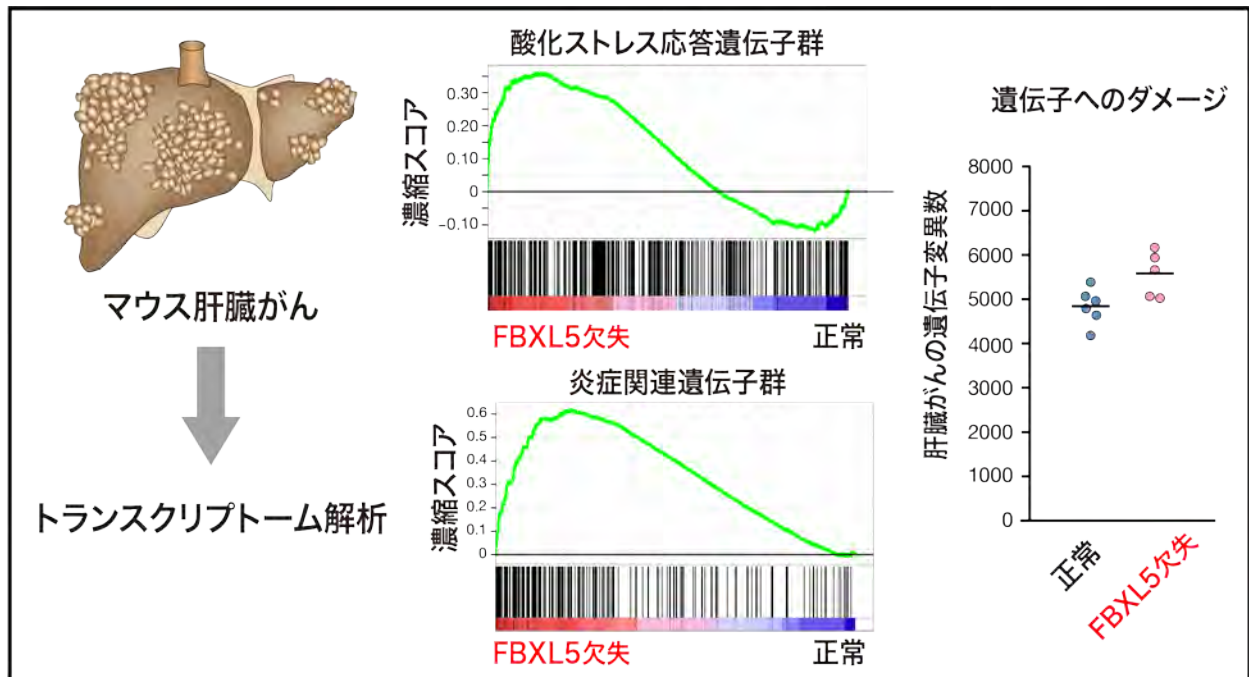 マウス肝臓がん
トランスクリプトーム解析
酸化ストレス応答遺伝子群
濃縮スコア
0.30
0.20
0.10
0
−0.10
FBXL5欠失
正常
炎症関連遺伝子群
濃縮スコア
0.6
0.5
0.4
0.3
0.2
0.1
0
FBXL5欠失
正常
遺伝子へのダメージ
肝臓がんの遺伝子変異数
8000
7000
6000
5000
4000
3000
2000
1000
0
正常
FBXL5欠失